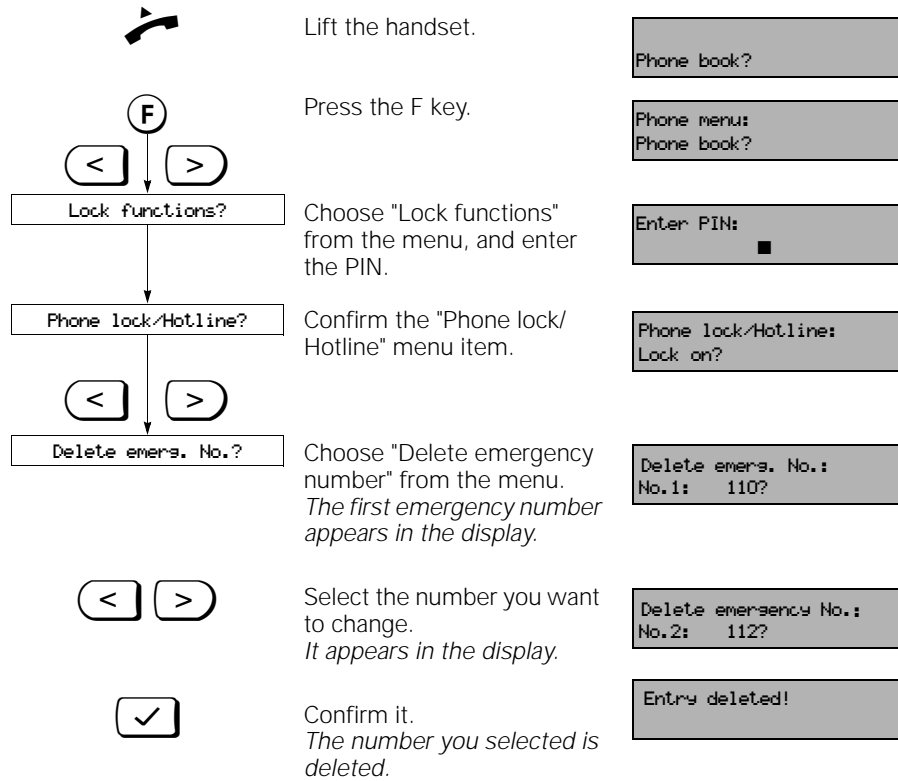 Lift the handset.
Phone book?
F
Press the F key.
Phone menu:
Phone book?
< >
Lock functions?
Choose "Lock functions"
from the menu, and enter
the PIN.
Enter PIN:
Phone lock/Hotline?
Confirm the "Phone lock/
Hotline" menu item.
Phone lock/Hotline:
Lock on?
< >
Delete emerg. No.?
Choose "Delete emergency
number" from the menu.
The first emergency number
appears in the display.
Delete emerg. No.:
No.1: 110?
< >
Select the number you want
to change.
It appears in the display.
Delete emergency No.:
No.2: 112?
Confirm it.
The number you selected is
deleted.
Entry deleted!